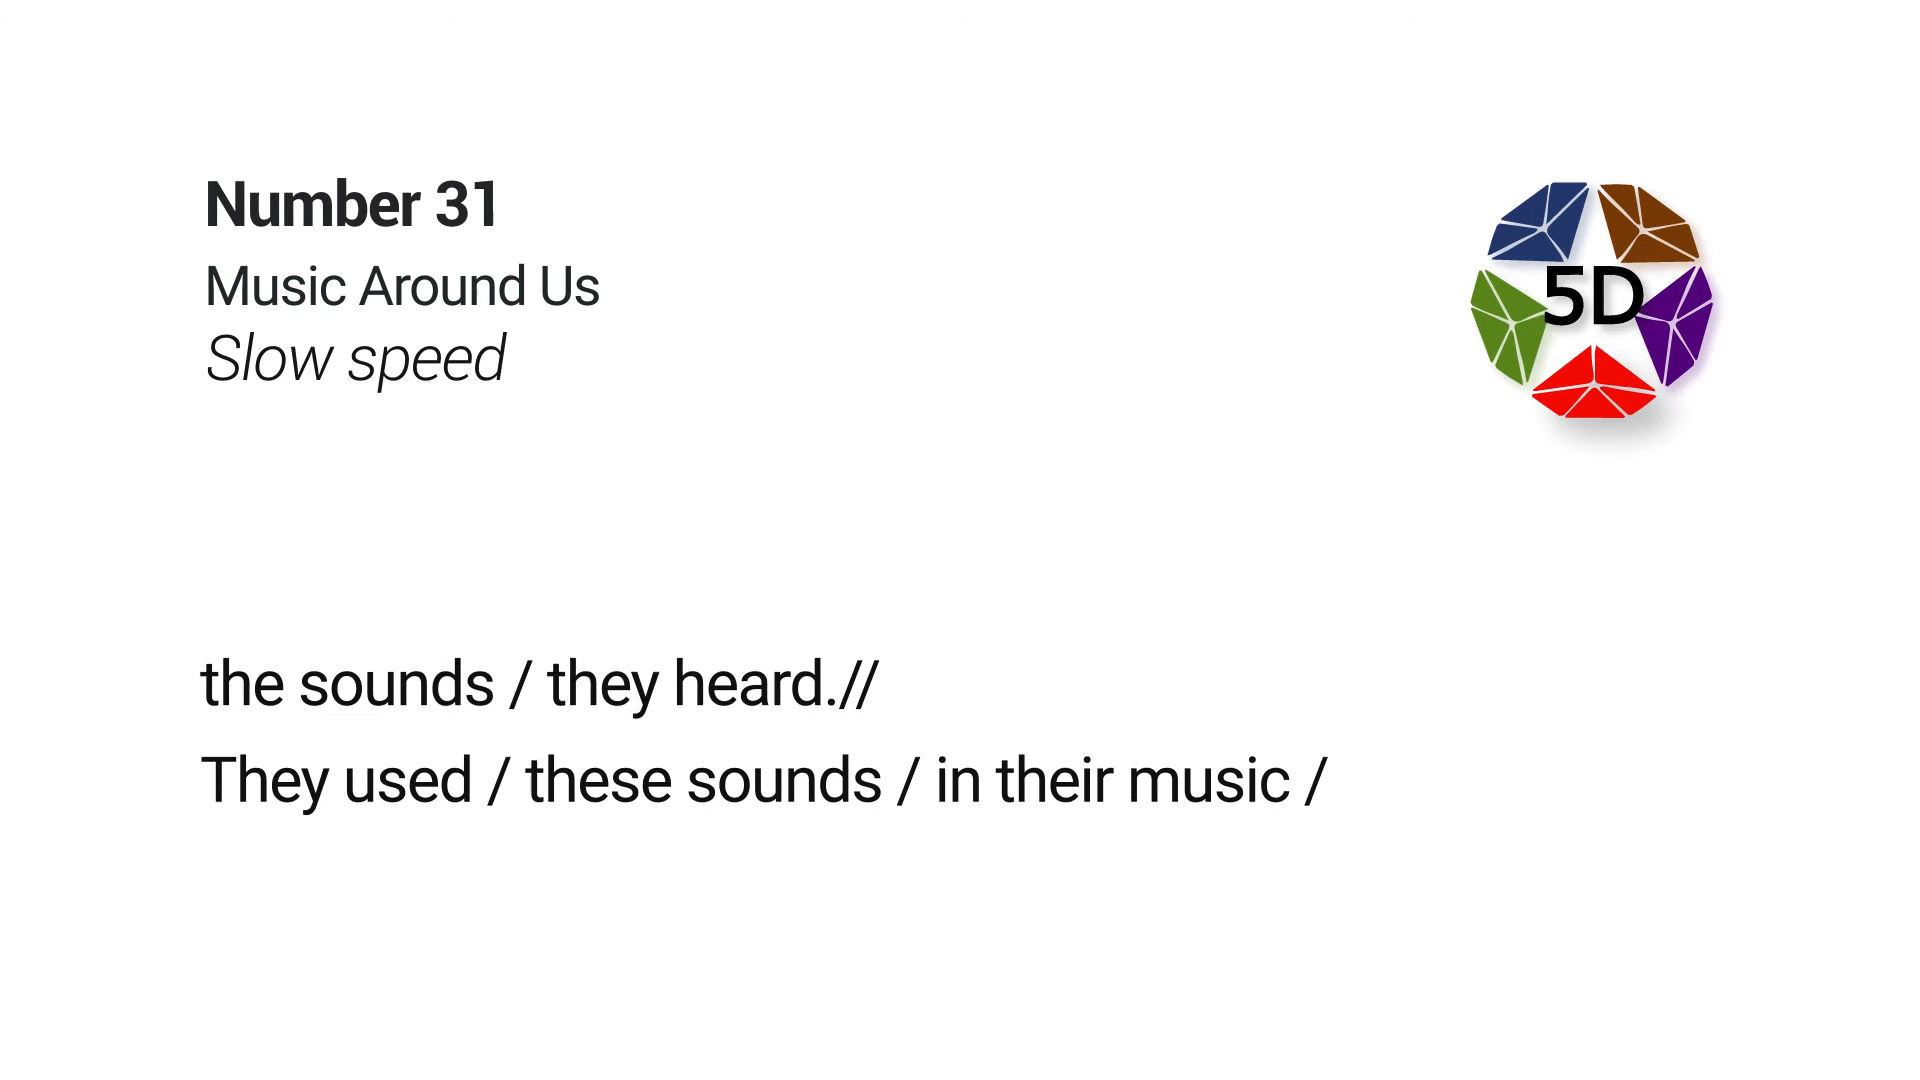 Number 31
Music Around Us
Slow speed
5D
the sounds / they heard.//
They used / these sounds / in their music /